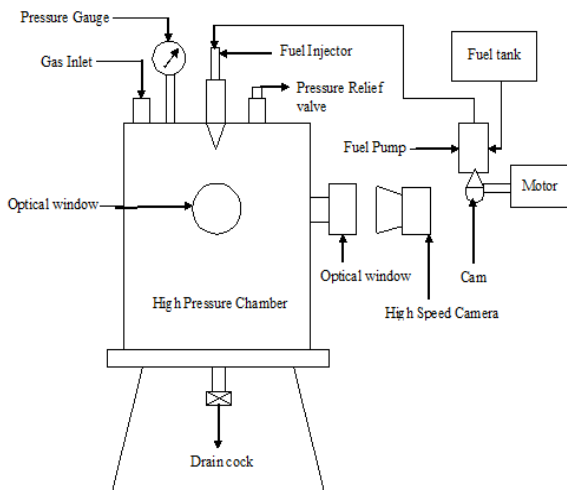 Pressure Gauge
Gas Inlet
Fuel Injector
Fuel tank
Pressure Relief
valve
Fuel Pump
Motor
Optical window
Optical window
Cam
High Pressure Chamber
High Speed Camera
Drain cock